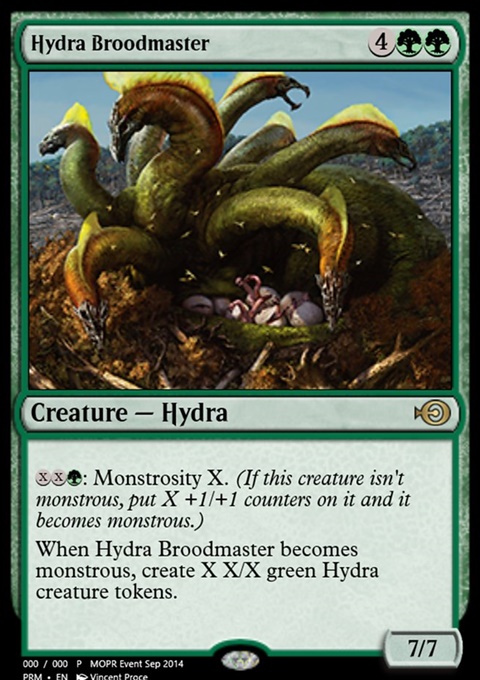 Hydra Broodmaster 4
Creature — Hydra
XX: Monstrosity X. (If this creature isn't
monstrous, put X +1/+1 counters on it and it
becomes monstrous.)
When Hydra Broodmaster becomes
monstrous, create X X/X green Hydra
creature tokens.
7/7
000 / 000 P MOPR Event Sep 2014
PRM • EN Vincent Proce